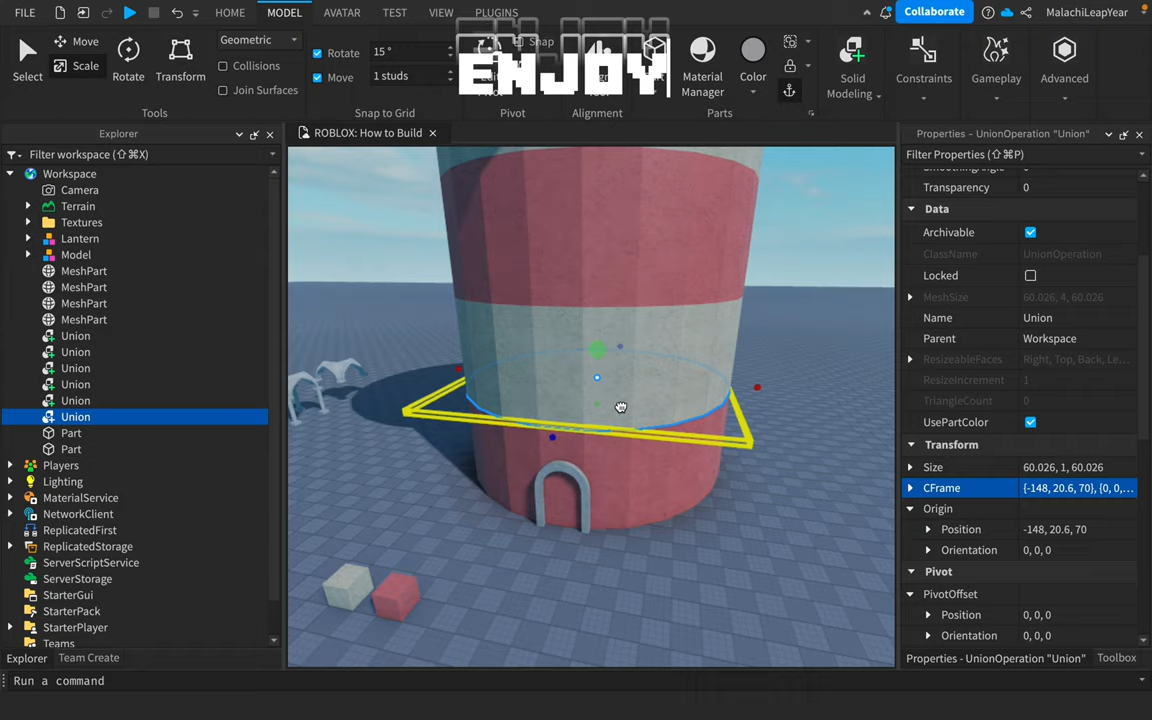 FILE HOME MODEL AVATAR TEST VIEW PLUGINS Collaborate MalachiLeapYear
Select Move Scale Rotate Transform
Geometric
Collisions
Join Surfaces
Rotate 15 °
Move 1 studs
Snap
ENJOY
Material Manager
Color
Solid Modeling
Constraints
Gameplay
Advanced
Tools Snap to Grid Pivot Alignment Parts
Explorer
ROBLOX: How to Build
Properties - UnionOperation "Union"
Filter workspace (⇧⌘X)
Filter Properties (⇧⌘P)
Workspace
Camera
Terrain
Textures
Lantern
Model
MeshPart
MeshPart
MeshPart
MeshPart
Union
Union
Union
Union
Union
Union
Part
Part
Players
Lighting
MaterialService
NetworkClient
ReplicatedFirst
ReplicatedStorage
ServerScriptService
ServerStorage
StarterGui
StarterPack
StarterPlayer
Teams
Explorer Team Create
Run a command
SmoothingAngle
Transparency 0
Data
Archivable
ClassName UnionOperation
Locked
MeshSize 60.026, 4, 60.026
Name Union
Parent Workspace
ResizeableFaces Right, Top, Back, Le...
ResizeIncrement 1
TriangleCount 0
UsePartColor
Transform
Size 60.026, 1, 60.026
CFrame {-148, 20.6, 70}, {0, 0,...
Origin
Position -148, 20.6, 70
Orientation 0, 0, 0
Pivot
PivotOffset
Position 0, 0, 0
Orientation 0, 0, 0
Properties - UnionOperation "Union" Toolbox